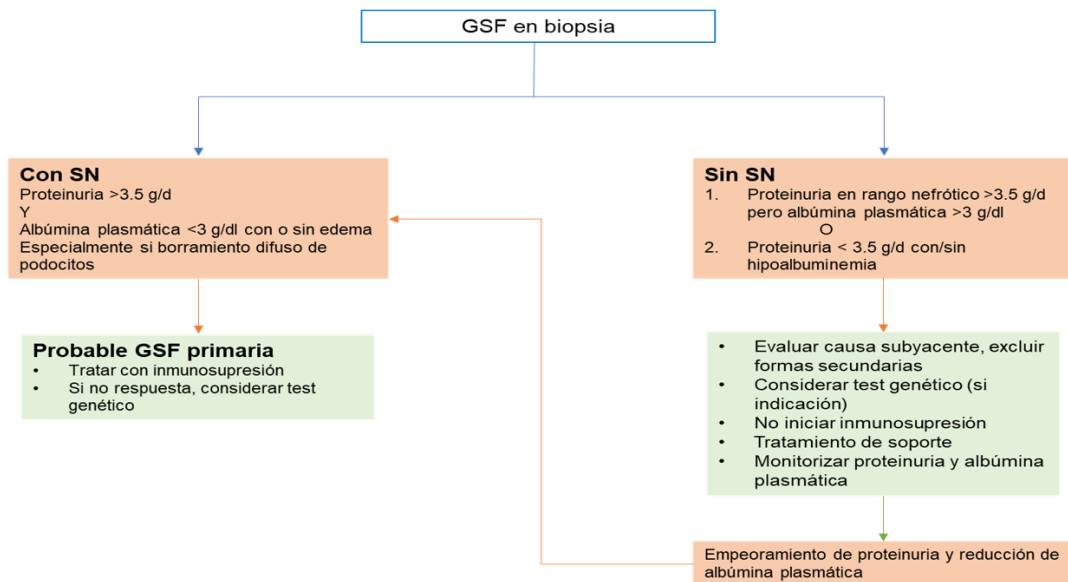 GSF en biopsia
Con SN
Proteinuria >3.5 g/d
Y
Albúmina plasmática <3 g/dl con o sin edema
Especialmente si borramiento difuso de
podocitos
Probable GSF primaria
• Tratar con inmunosupresión
• Si no respuesta, considerar test
genético
Sin SN
1. Proteinuria en rango nefrótico >3.5 g/d
pero albúmina plasmática >3 g/dl
O
2. Proteinuria < 3.5 g/d con/sin
hipoalbuminemia
• Evaluar causa subyacente, excluir
formas secundarias
• Considerar test genético (si
indicación)
• No iniciar inmunosupresión
• Tratamiento de soporte
• Monitorizar proteinuria y albúmina
plasmática
Empeoramiento de proteinuria y reducción de
albúmina plasmática